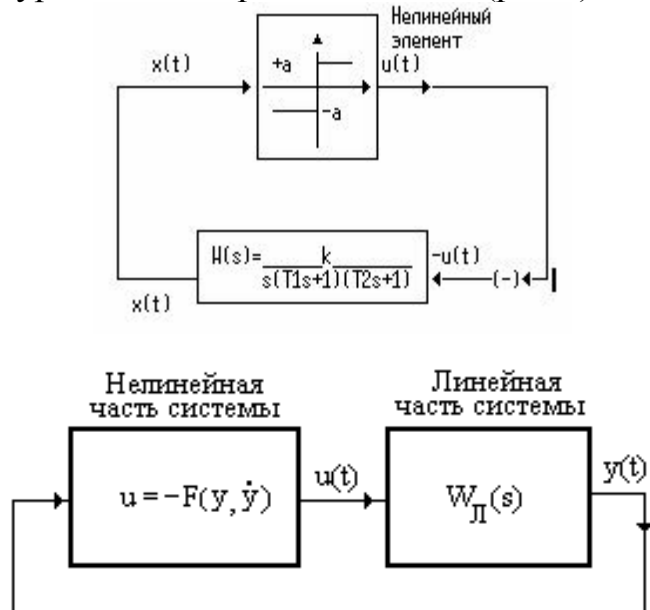 Нелинейный
элемент
x(t)
+a
u(t)
-a
W(s)= k
s(T1s+1)(T2s+1)
-u(t)
(-)
x(t)
Нелинейная
часть системы
Линейная
часть системы
u = -F(y, ẏ)
u(t)
W_Л(s)
y(t)